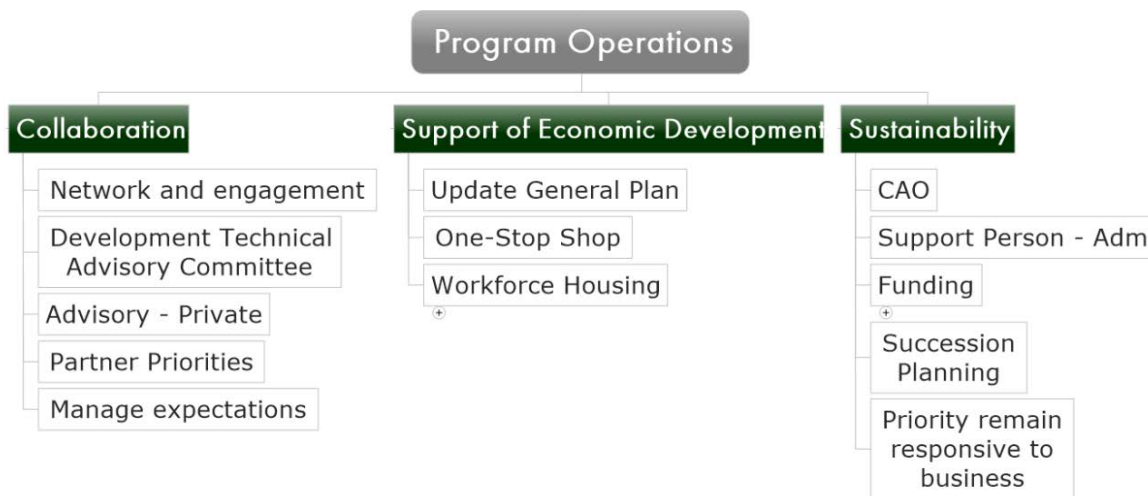 Program Operations
Collaboration
Network and engagement
Development Technical
Advisory Committee
Advisory - Private
Partner Priorities
Manage expectations
Support of Economic Development
Update General Plan
One-Stop Shop
Workforce Housing
Sustainability
CAO
Support Person - Adm
Funding
Succession
Planning
Priority remain
responsive to
business